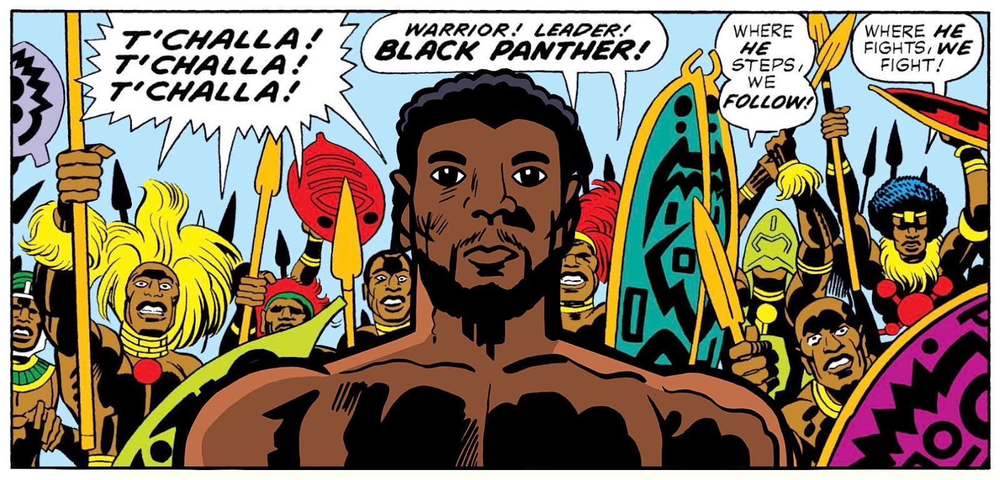 T'CHALLA!
T'CHALLA!
T'CHALLA!
WARRIOR! LEADER!
BLACK PANTHER!
WHERE
HE
STEPS,
WE
FOLLOW!
WHERE HE
FIGHTS, WE
FIGHT!